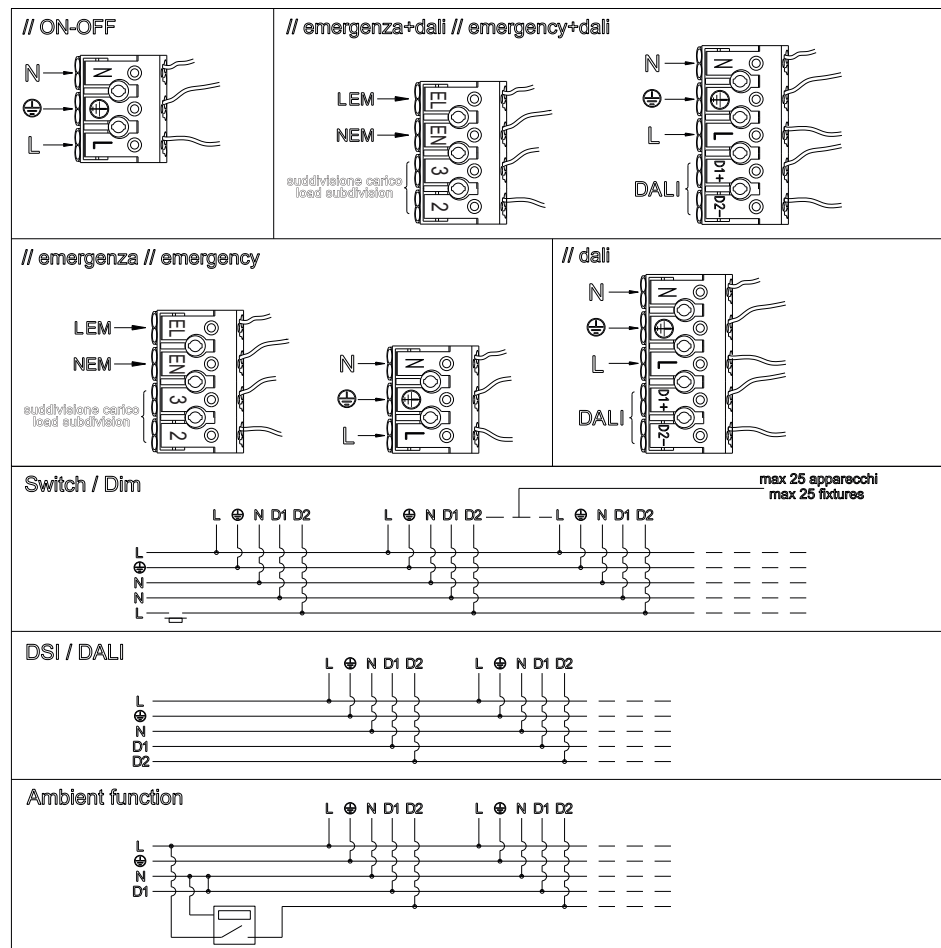 // ON-OFF
N
N
L
L
// emergenza+dali // emergency+dali
LEM
EL
NEM
EN
suddivisione carico
load subdivision
3
2
N
N
L
L
DALI
D1+
D2-
// emergenza // emergency
LEM
EL
NEM
EN
suddivisione carico
load subdivision
3
2
N
N
L
L
// dali
N
N
L
L
DALI
D1+
D2-
Switch / Dim
max 25 apparecchi
max 25 fixtures
L N D1 D2 L N D1 D2 L N D1 D2
L
N
N
L
DSI / DALI
L N D1 D2 L N D1 D2
L
N
D1
D2
Ambient function
L N D1 D2 L N D1 D2
L
N
D1